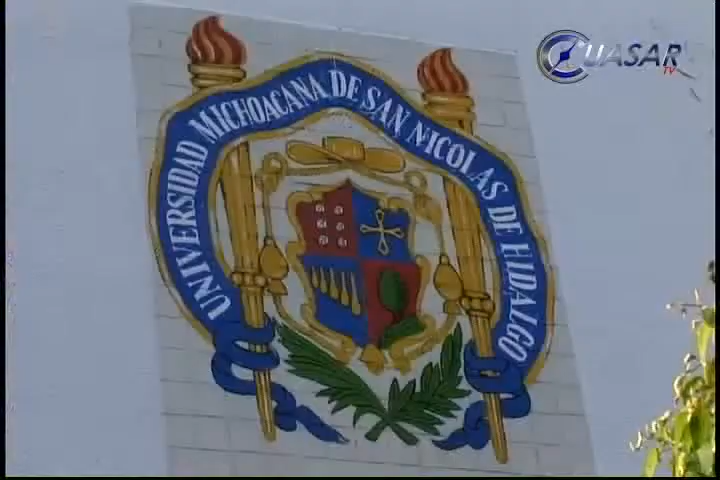 CUASAR
TV
UNIVERSIDAD MICHOACANA DE SAN NICOLAS DE HIDALGO